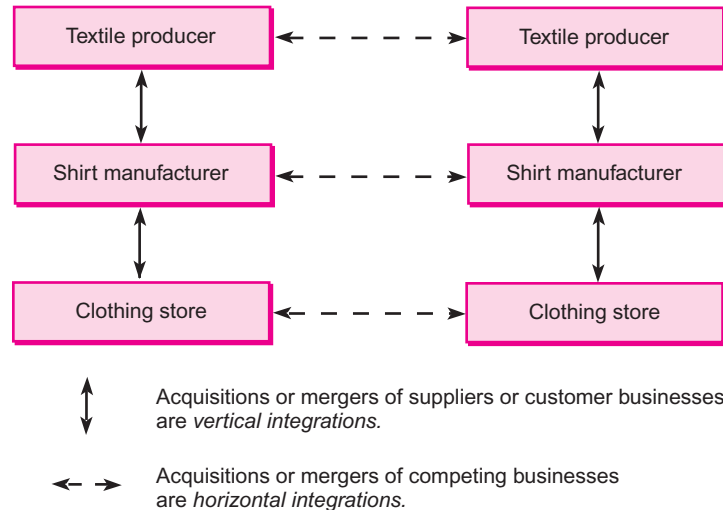 Textile producer
Textile producer
Shirt manufacturer
Shirt manufacturer
Clothing store
Clothing store
Acquisitions or mergers of suppliers or customer businesses
are vertical integrations.
Acquisitions or mergers of competing businesses
are horizontal integrations.